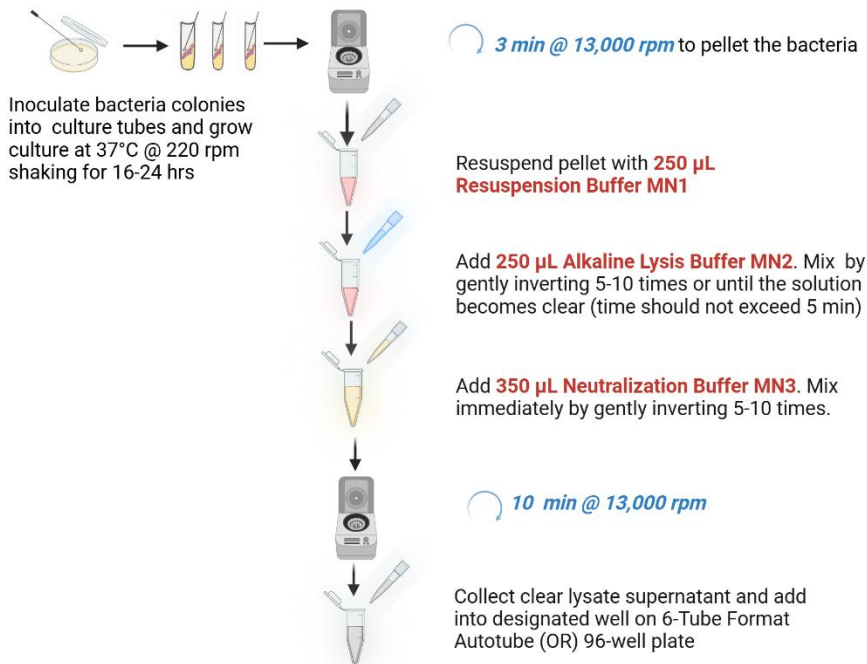 3 min @ 13,000 rpm to pellet the bacteria
Inoculate bacteria colonies
into culture tubes and grow
culture at 37°C @ 220 rpm
shaking for 16-24 hrs
Resuspend pellet with 250 µL
Resuspension Buffer MN1
Add 250 µL Alkaline Lysis Buffer MN2. Mix by
gently inverting 5-10 times or until the solution
becomes clear (time should not exceed 5 min)
Add 350 µL Neutralization Buffer MN3. Mix
immediately by gently inverting 5-10 times.
10 min @ 13,000 rpm
Collect clear lysate supernatant and add
into designated well on 6-Tube Format
Autotube (OR) 96-well plate